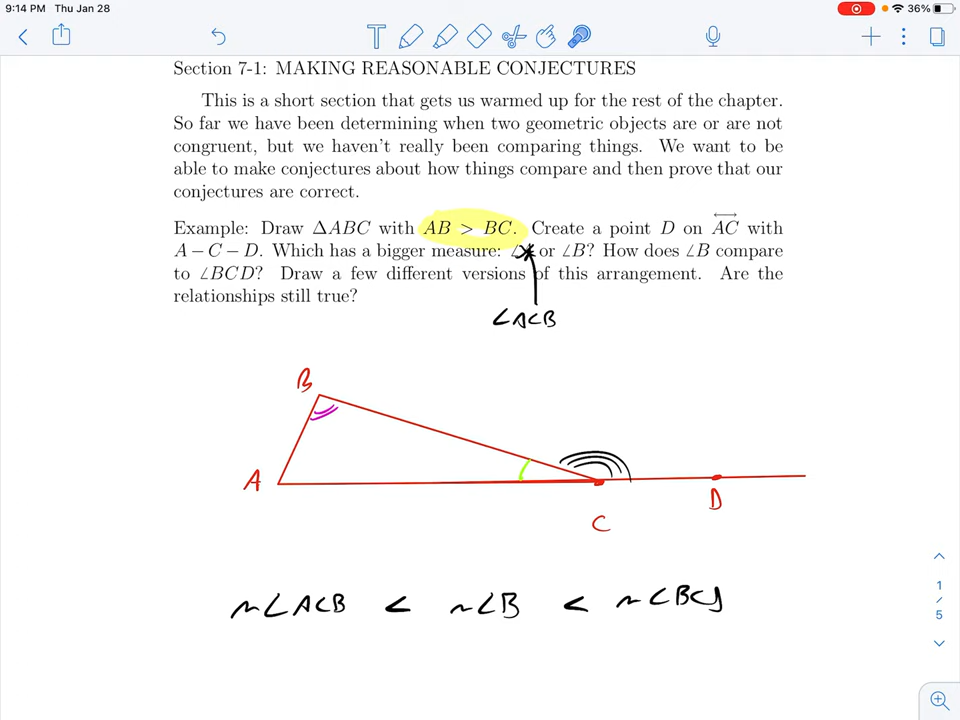 9:14 PM Thu Jan 28
36%
Section 7-1: MAKING REASONABLE CONJECTURES
This is a short section that gets us warmed up for the rest of the chapter.
So far we have been determining when two geometric objects are or are not
congruent, but we haven't really been comparing things. We want to be
able to make conjectures about how things compare and then prove that our
conjectures are correct.
Example: Draw ΔABC with AB > BC. Create a point D on AC with
A − C − D. Which has a bigger measure: ∠ or ∠B? How does ∠B compare
to ∠BCD? Draw a few different versions of this arrangement. Are the
relationships still true?
∠ACB
B
A
C
D
m∠ACB < m∠B < m∠BCD
1
/
5